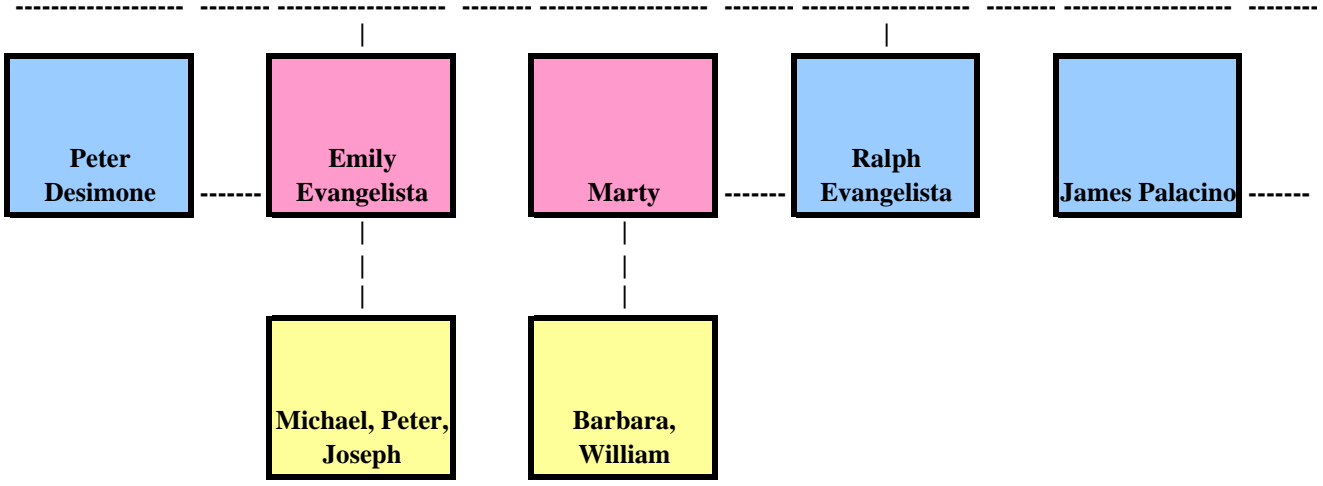 Peter
Desimone
Emily
Evangelista
Marty
Ralph
Evangelista
James Palacino
Michael, Peter,
Joseph
Barbara,
William